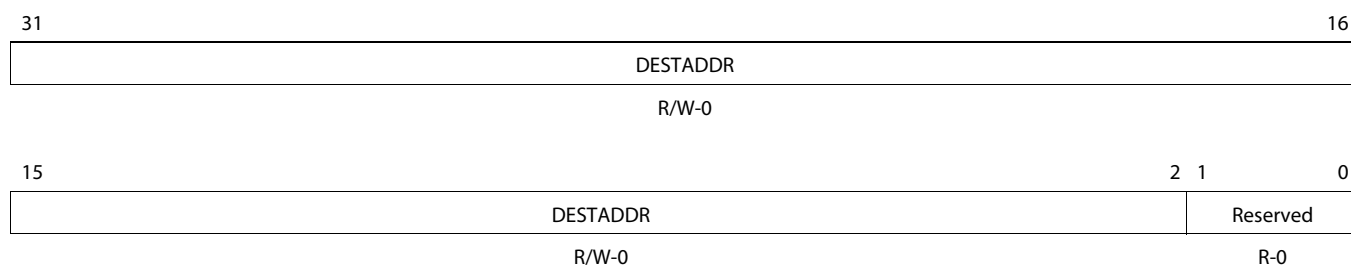 31 16
DESTADDR
R/W-0
15 2 1 0
DESTADDR Reserved
R/W-0 R-0